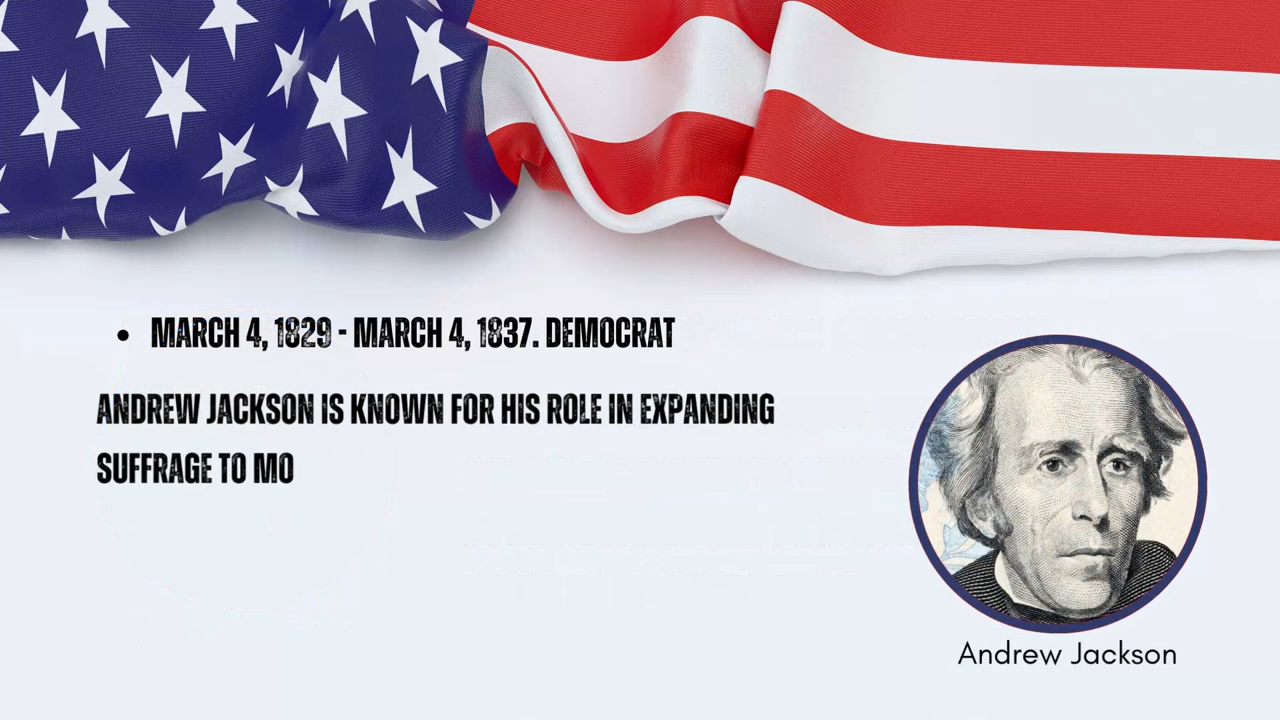 • MARCH 4, 1829 - MARCH 4, 1837. DEMOCRAT
ANDREW JACKSON IS KNOWN FOR HIS ROLE IN EXPANDING
SUFFRAGE TO MO
Andrew Jackson